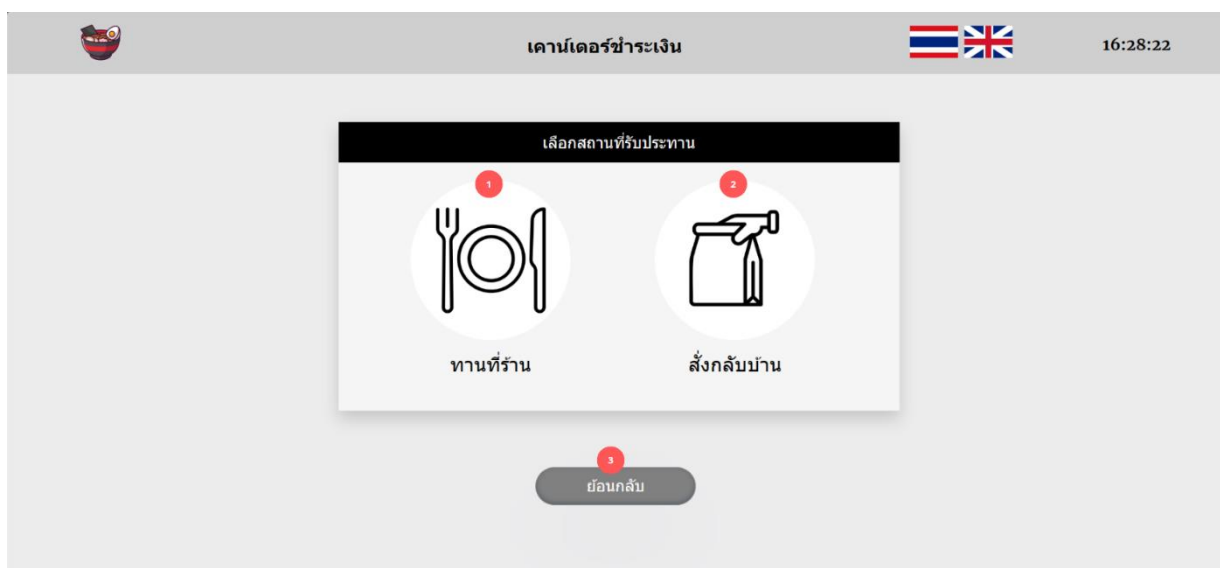 เคาน์เตอร์ชำระเงิน
16:28:22
เลือกสถานที่รับประทาน
1
2
ทานที่ร้าน
สั่งกลับบ้าน
3
ย้อนกลับ